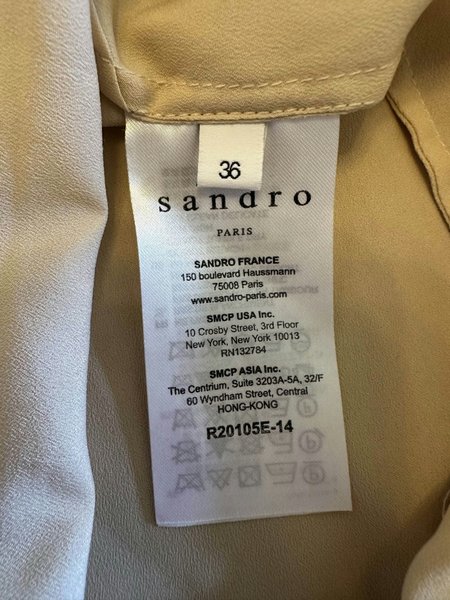 36
sandro
PARIS
SANDRO FRANCE
150 boulevard Haussmann
75008 Paris
www.sandro-paris.com
SMCP USA Inc.
10 Crosby Street, 3rd Floor
New York, New York 10013
RN132784
SMCP ASIA Inc.
The Centrium, Suite 3203A-5A, 32/F
60 Wyndham Street, Central
HONG-KONG
R20105E-14